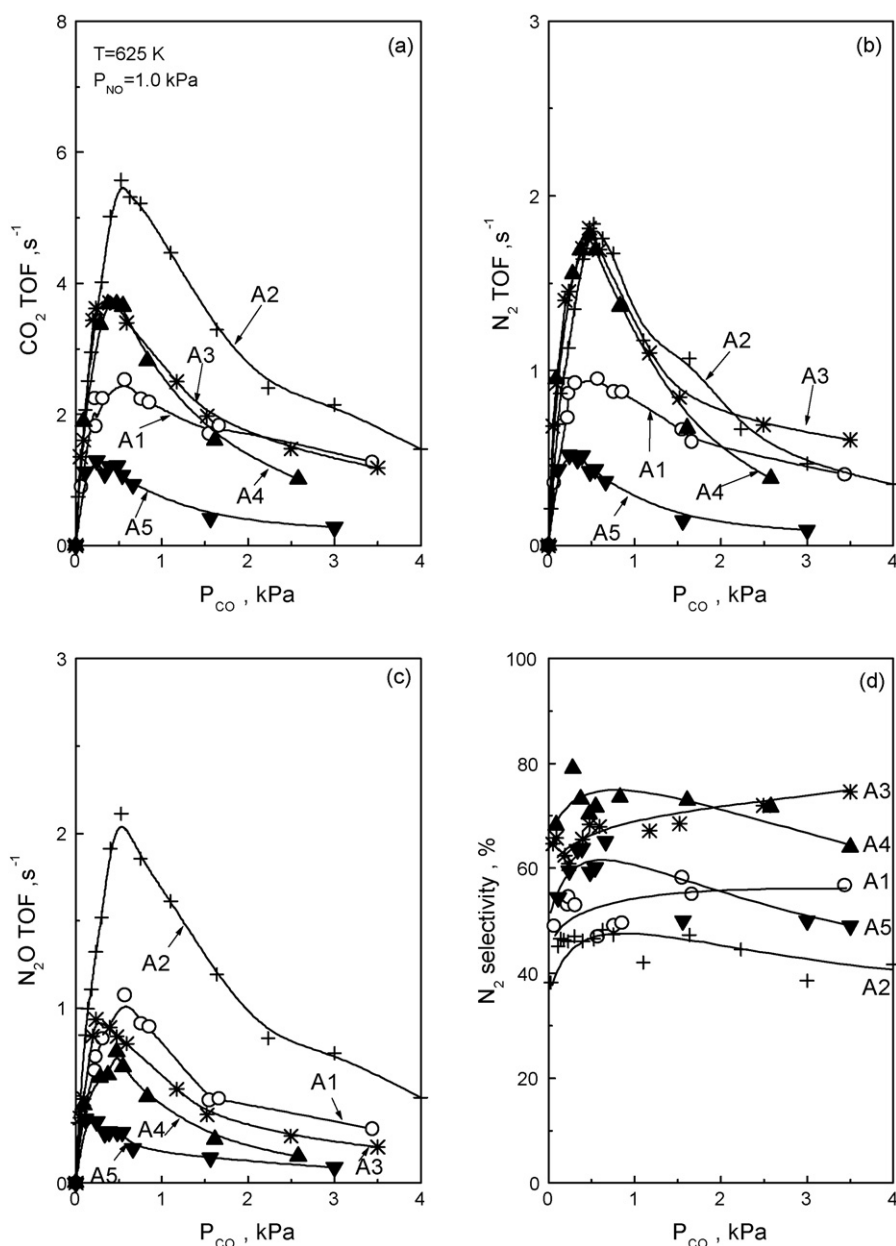 (a)
T=625 K
P_NO=1.0 kPa
CO₂ TOF ,s⁻¹
8
6
4
2
0
A2
A3
A1
A4
A5
0 1 2 3 4
P_CO , kPa
(b)
N₂ TOF ,s⁻¹
2
1
0
A2
A3
A1
A4
A5
0 1 2 3 4
P_CO , kPa
(c)
N₂O TOF ,s⁻¹
3
2
1
0
A2
A1
A4
A5
A3
0 1 2 3 4
P_CO , kPa
(d)
N₂ selectivity , %
100
80
60
40
20
0
A3
A4
A1
A5
A2
0 1 2 3 4
P_CO , kPa